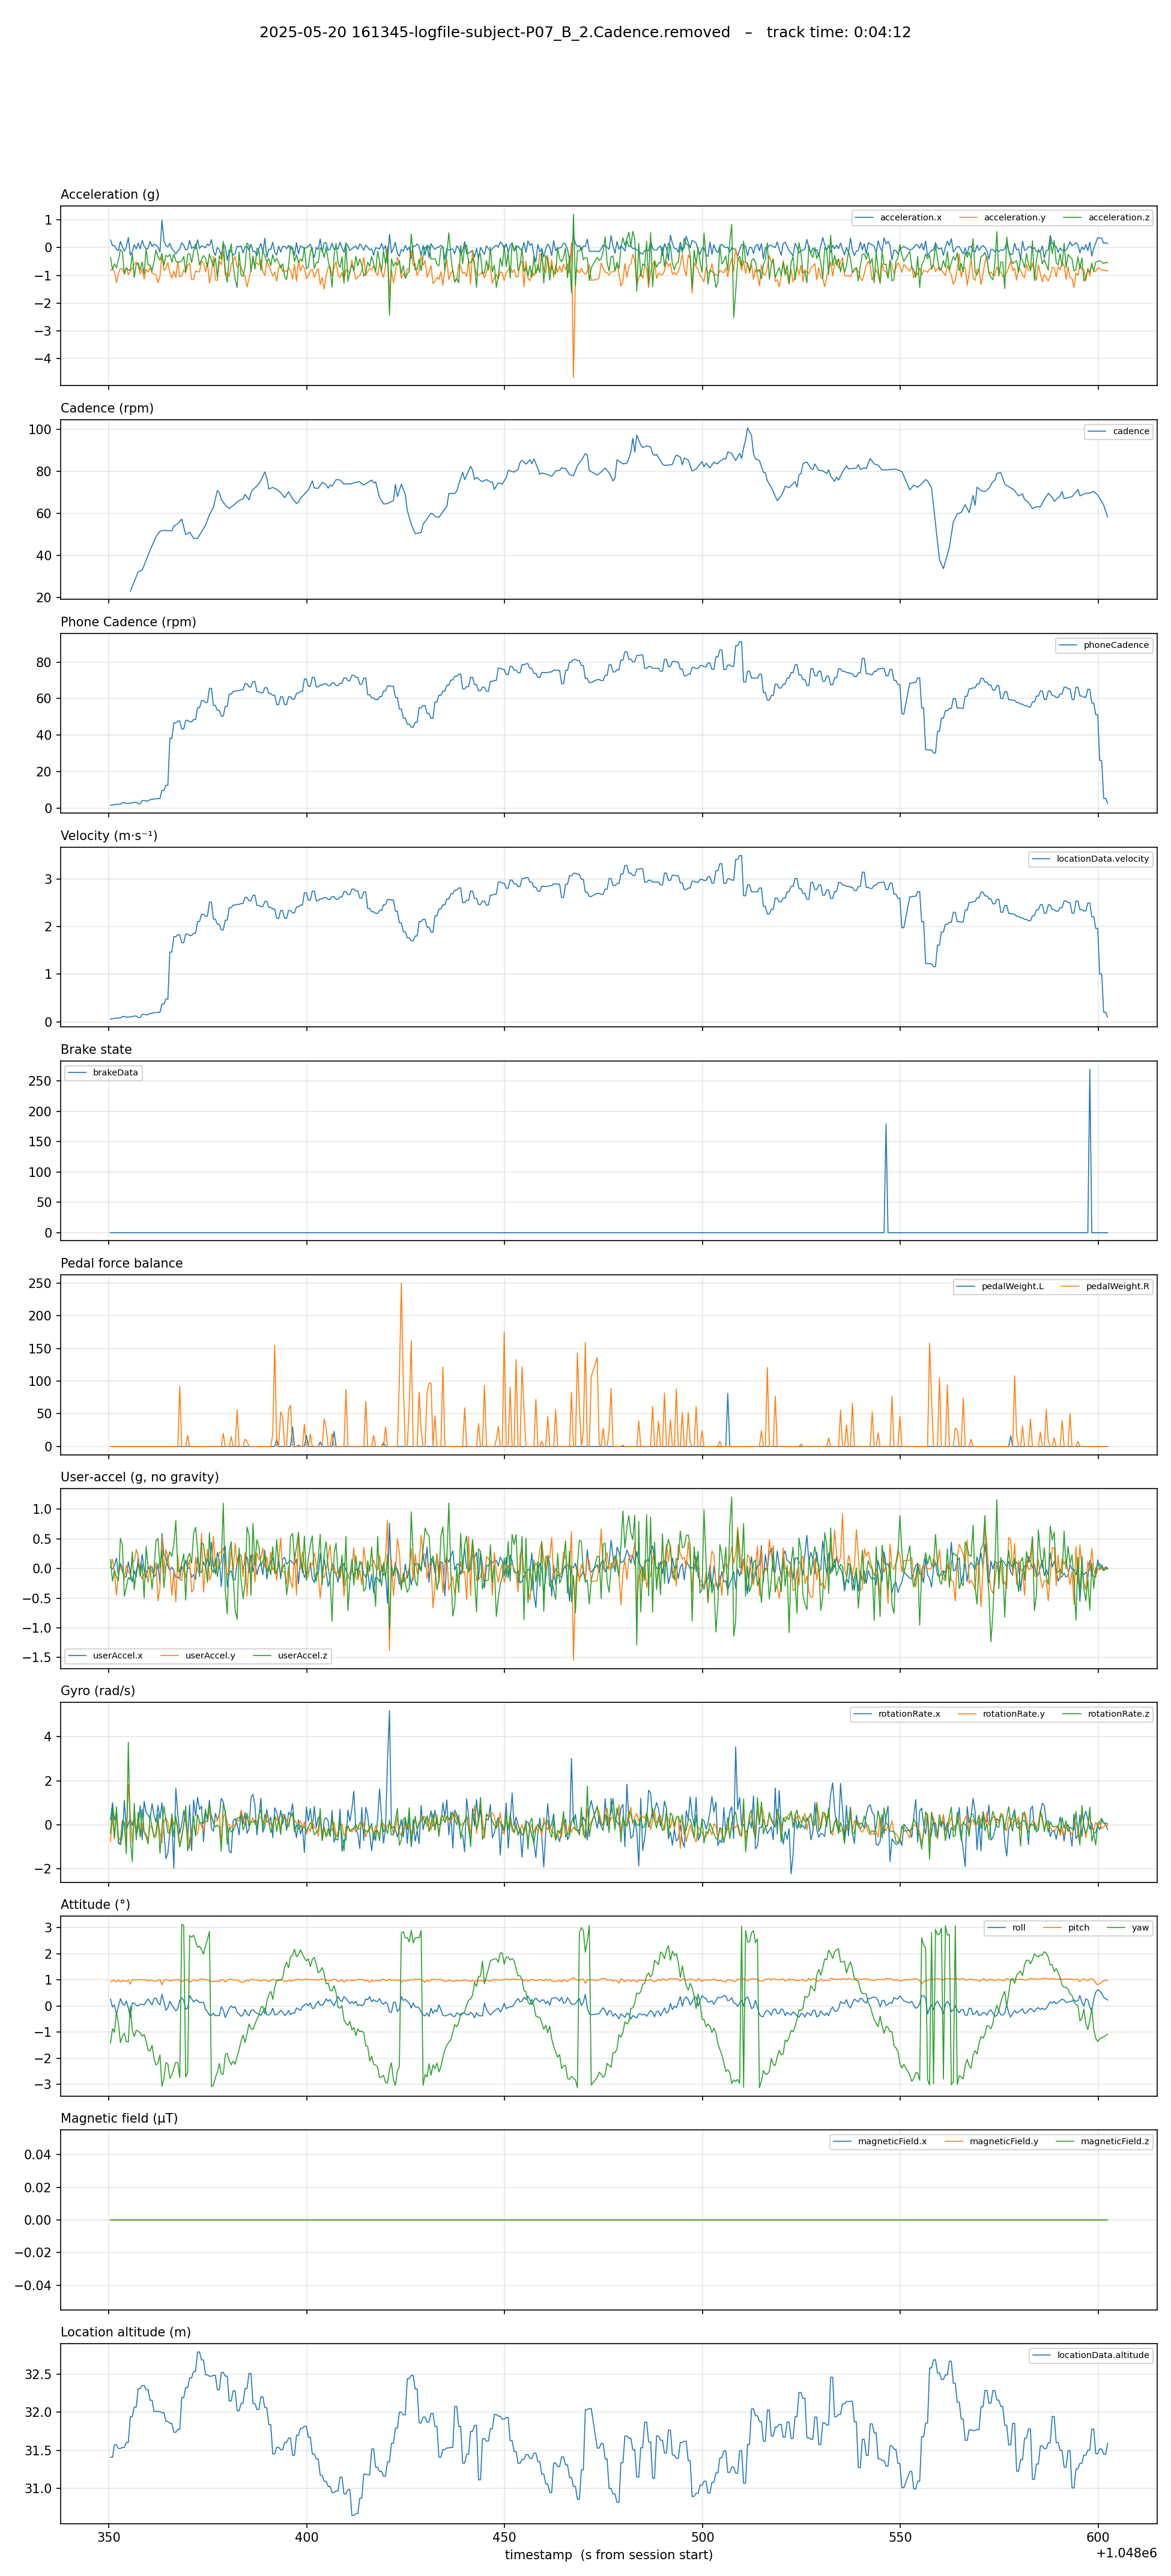 2025-05-20 161345-logfile-subject-P07_B_2.Cadence.removed – track time: 0:04:12
Acceleration (g)
acceleration.x acceleration.y acceleration.z
1
0
−1
−2
−3
−4
Cadence (rpm)
cadence
100
80
60
40
20
Phone Cadence (rpm)
phoneCadence
80
60
40
20
0
Velocity (m·s⁻¹)
locationData.velocity
3
2
1
0
Brake state
brakeData
250
200
150
100
50
0
Pedal force balance
pedalWeight.L pedalWeight.R
250
200
150
100
50
0
User-accel (g, no gravity)
1.0
0.5
0.0
−0.5
−1.0
−1.5
userAccel.x userAccel.y userAccel.z
Gyro (rad/s)
rotationRate.x rotationRate.y rotationRate.z
4
2
0
−2
Attitude (°)
roll pitch yaw
3
2
1
0
−1
−2
−3
Magnetic field (µT)
magneticField.x magneticField.y magneticField.z
0.04
0.02
0.00
−0.02
−0.04
Location altitude (m)
locationData.altitude
32.5
32.0
31.5
31.0
350 400 450 500 550 600
timestamp (s from session start)
+1.048e6